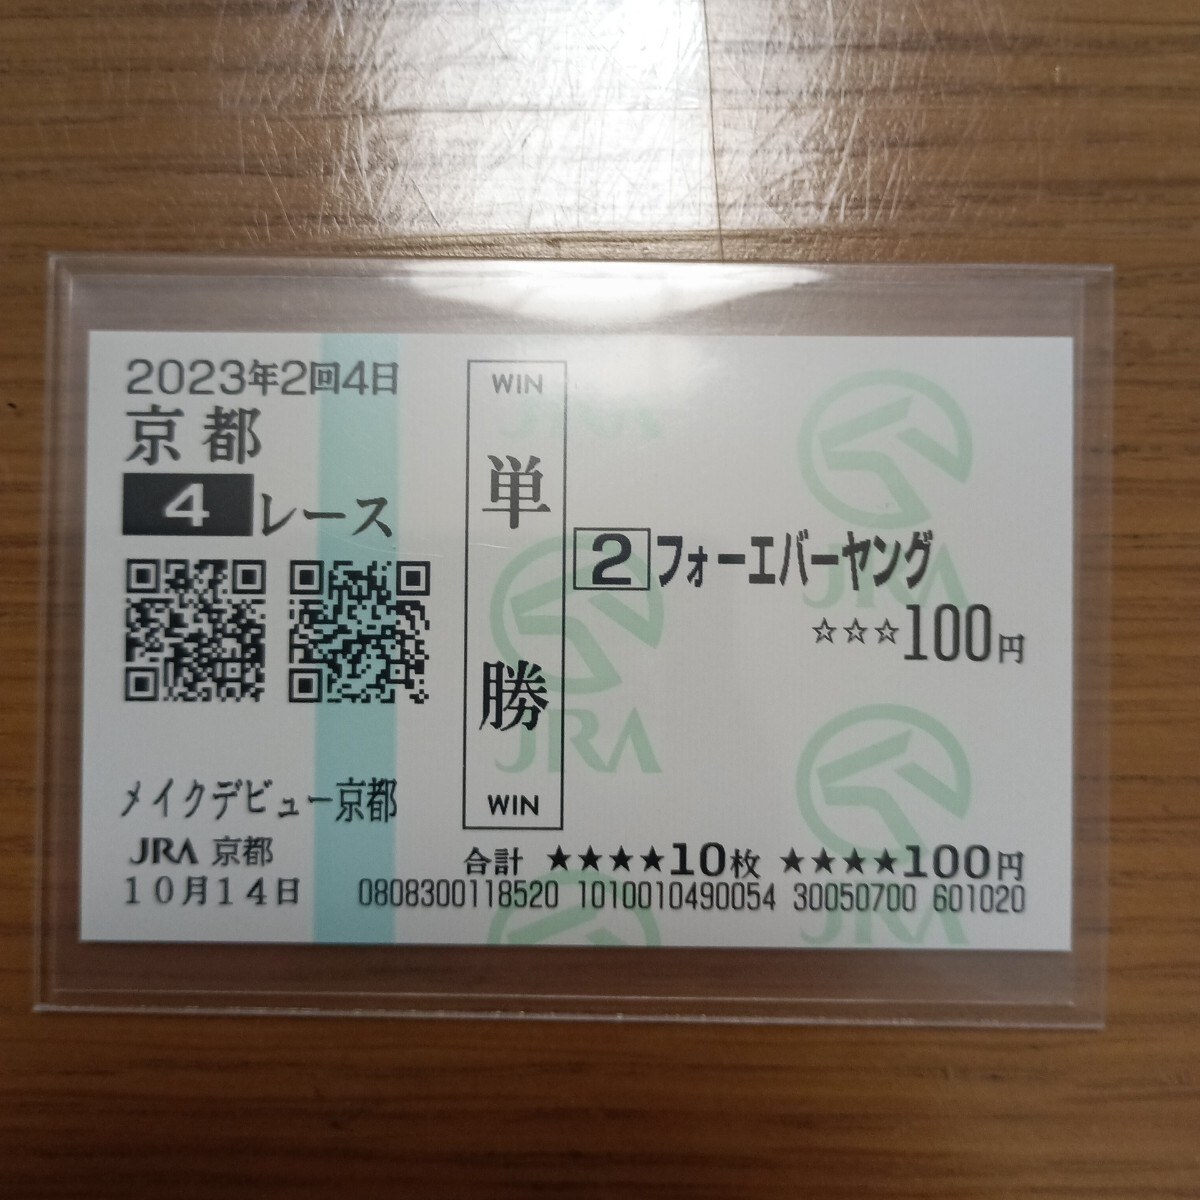 2023年2回4日
京都
4レース
メイクデビュー京都
JRA 京都
10月14日
WIN
単勝
WIN
2 フォーエバーヤング
☆☆☆100円
合計 ★★★★10枚 ★★★★100円
0808300118520 1010010490054 30050700 601020
JRA
JRA
JRA
JRA